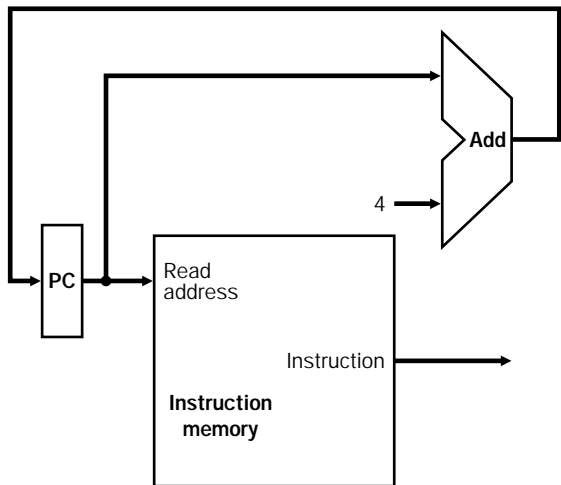 Add
4
PC
Read
address
Instruction
Instruction
memory